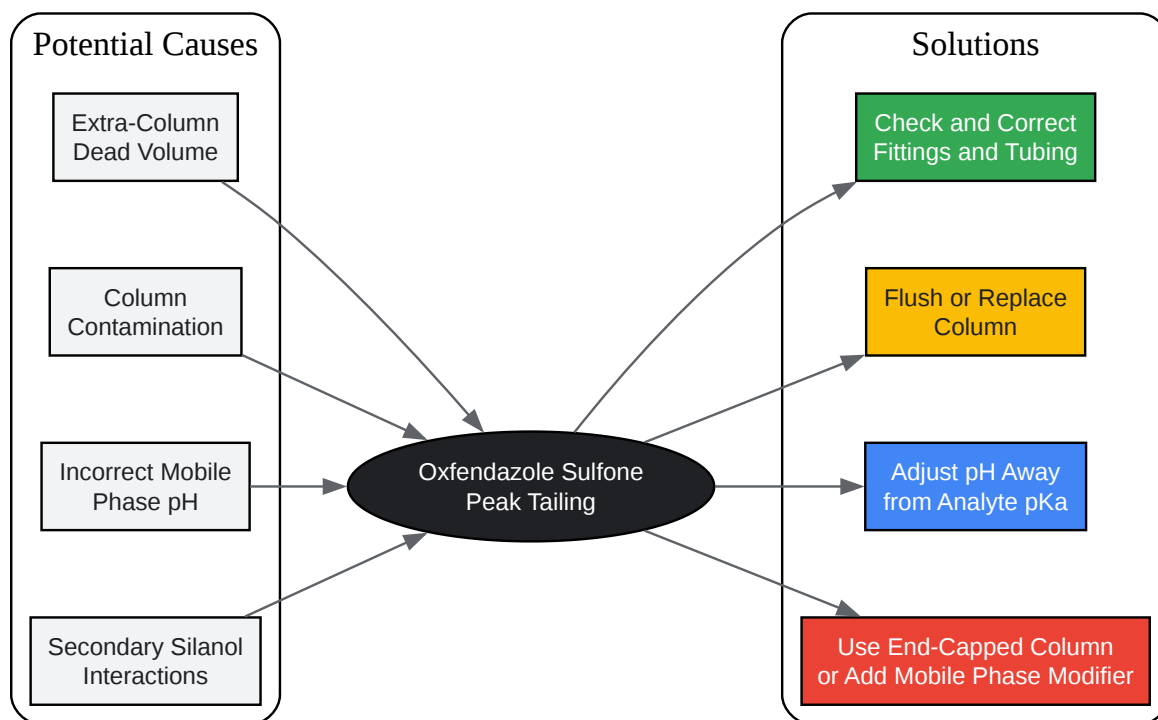 Potential Causes
Extra-Column
Dead Volume
Column
Contamination
Incorrect Mobile
Phase pH
Secondary Silanol
Interactions
Oxfendazole Sulfone
Peak Tailing
Solutions
Check and Correct
Fittings and Tubing
Flush or Replace
Column
Adjust pH Away
from Analyte pKa
Use End-Capped Column
or Add Mobile Phase Modifier